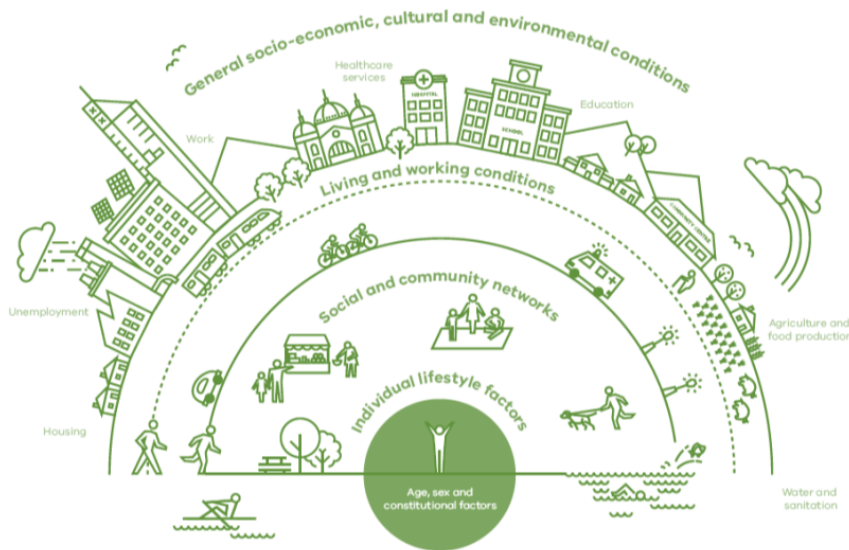 General socio-economic, cultural and environmental conditions
Healthcare
services
HOSPITAL
Education
SCHOOL
Work
Living and working conditions
COMMUNITY CENTRE
Social and community networks
Unemployment
Agriculture and
food production
Individual lifestyle factors
Housing
Age, sex and
constitutional factors
Water and
sanitation